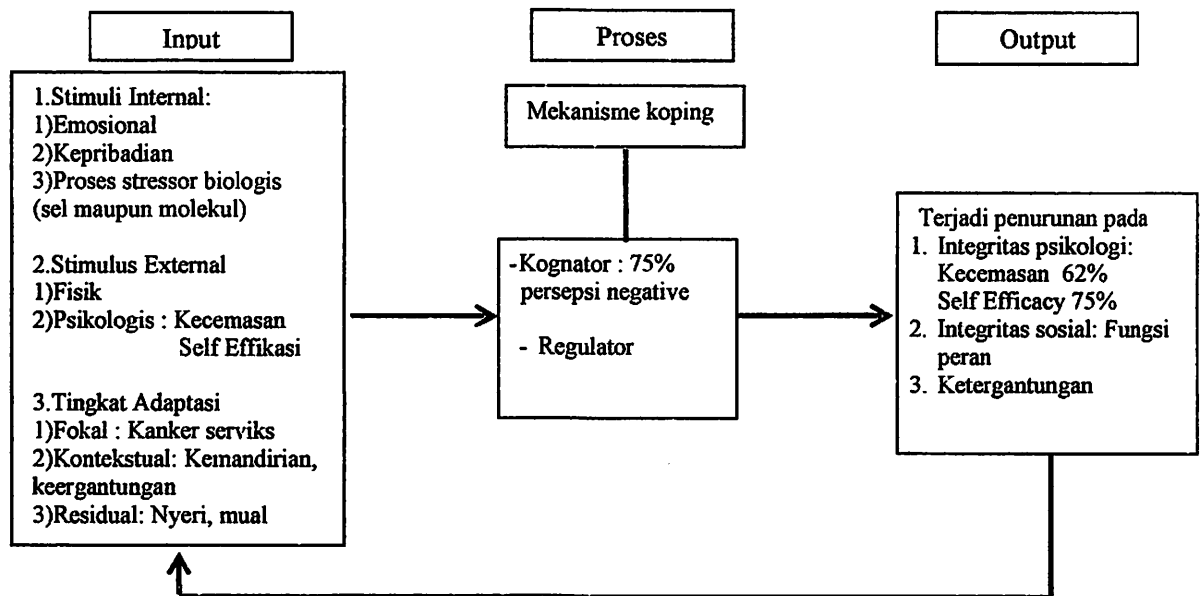 Input
1.Stimuli Internal:
1)Emosional
2)Kepribadian
3)Proses stressor biologis
(sel maupun molekul)
2.Stimulus External
1)Fisik
2)Psikologis : Kecemasan
Self Effikasi
3.Tingkat Adaptasi
1)Fokal : Kanker serviks
2)Kontekstual: Kemandirian,
keergantungan
3)Residual: Nyeri, mual
Proses
Mekanisme koping
-Kognator : 75%
persepsi negative
- Regulator
Output
Terjadi penurunan pada
1. Integritas psikologi:
Kecemasan 62%
Self Efficacy 75%
2. Integritas sosial: Fungsi
peran
3. Ketergantungan